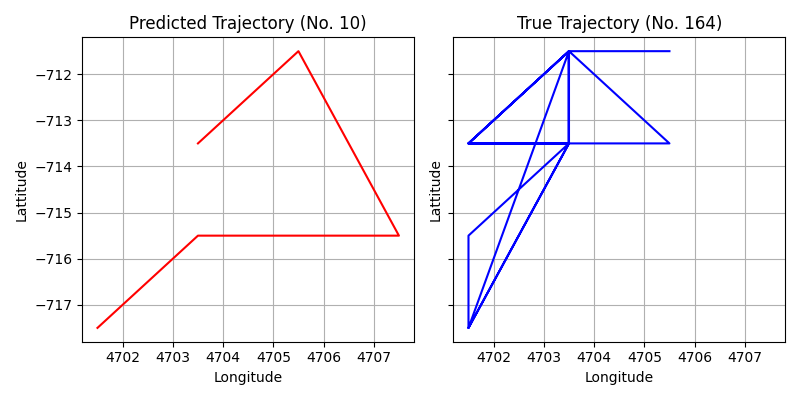 Predicted Trajectory (No. 10)
True Trajectory (No. 164)
Lattitude
−712
−713
−714
−715
−716
−717
4702 4703 4704 4705 4706 4707
Longitude
Lattitude
4702 4703 4704 4705 4706 4707
Longitude